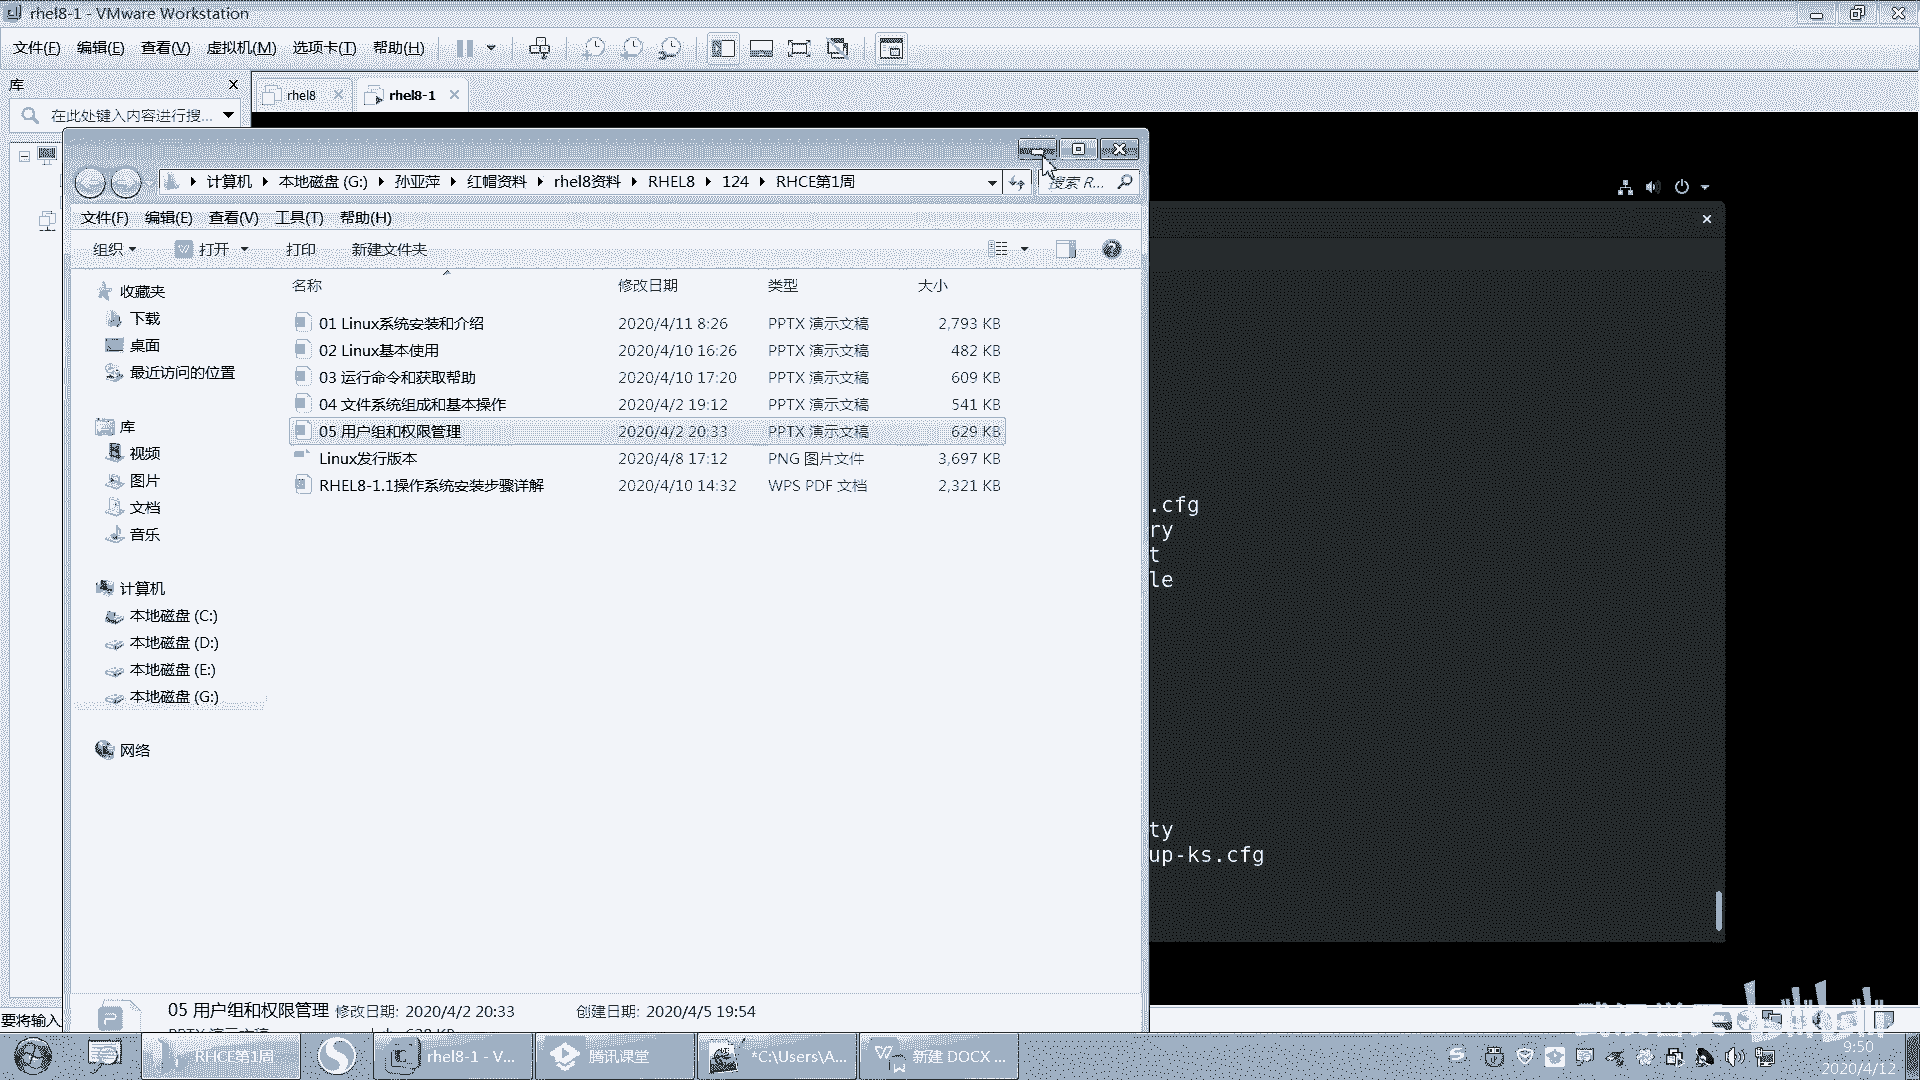 rhel8-1 - VMware Workstation
文件(F) 编辑(E) 查看(V) 虚拟机(M) 选项卡(T) 帮助(H)
库
rhel8
rhel8-1
在此处键入内容进行搜...
计算机 本地磁盘 (G:) 孙亚萍 红帽资料 rhel8资料 RHEL8 124 RHCE第1周
搜索 R...
文件(F) 编辑(E) 查看(V) 工具(T) 帮助(H)
组织 打开 打印 新建文件夹
名称 修改日期 类型 大小
收藏夹
下载
桌面
最近访问的位置
库
视频
图片
文档
音乐
计算机
本地磁盘 (C:)
本地磁盘 (D:)
本地磁盘 (E:)
本地磁盘 (G:)
网络
01 Linux系统安装和介绍 2020/4/11 8:26 PPTX 演示文稿 2,793 KB
02 Linux基本使用 2020/4/10 16:26 PPTX 演示文稿 482 KB
03 运行命令和获取帮助 2020/4/10 17:20 PPTX 演示文稿 609 KB
04 文件系统组成和基本操作 2020/4/2 19:12 PPTX 演示文稿 541 KB
05 用户组和权限管理 2020/4/2 20:33 PPTX 演示文稿 629 KB
Linux发行版本 2020/4/8 17:12 PNG 图片文件 3,697 KB
RHEL8-1.1操作系统安装步骤详解 2020/4/10 14:32 WPS PDF 文档 2,321 KB
.cfg
ry
t
le
ty
up-ks.cfg
05 用户组和权限管理 修改日期: 2020/4/2 20:33 创建日期: 2020/4/5 19:54
要将输入
bilibili
RHCE第1周
rhel8-1 - V...
腾讯课堂
*C:\Users\A...
新建 DOCX ...
9:50
2020/4/12